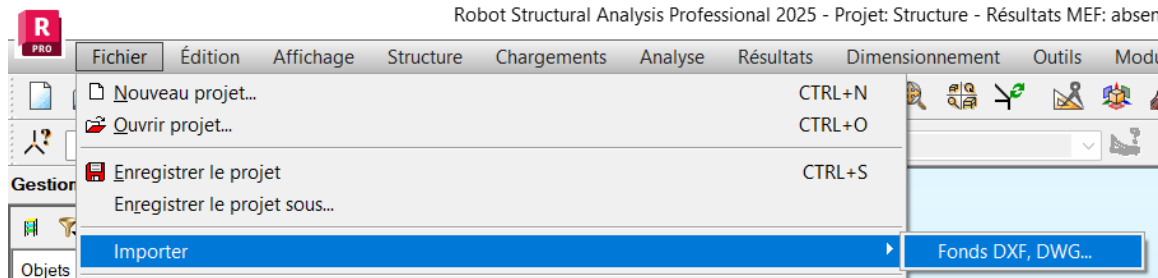 Robot Structural Analysis Professional 2025 - Projet: Structure - Résultats MEF:
R
PRO
Fichier Édition Affichage Structure Chargements Analyse Résultats Dimensionnement Outils
Nouveau projet... CTRL+N
Ouvrir projet... CTRL+O
Enregistrer le projet CTRL+S
Gestion
Enregistrer le projet sous...
Importer Fonds DXF, DWG...
Objets